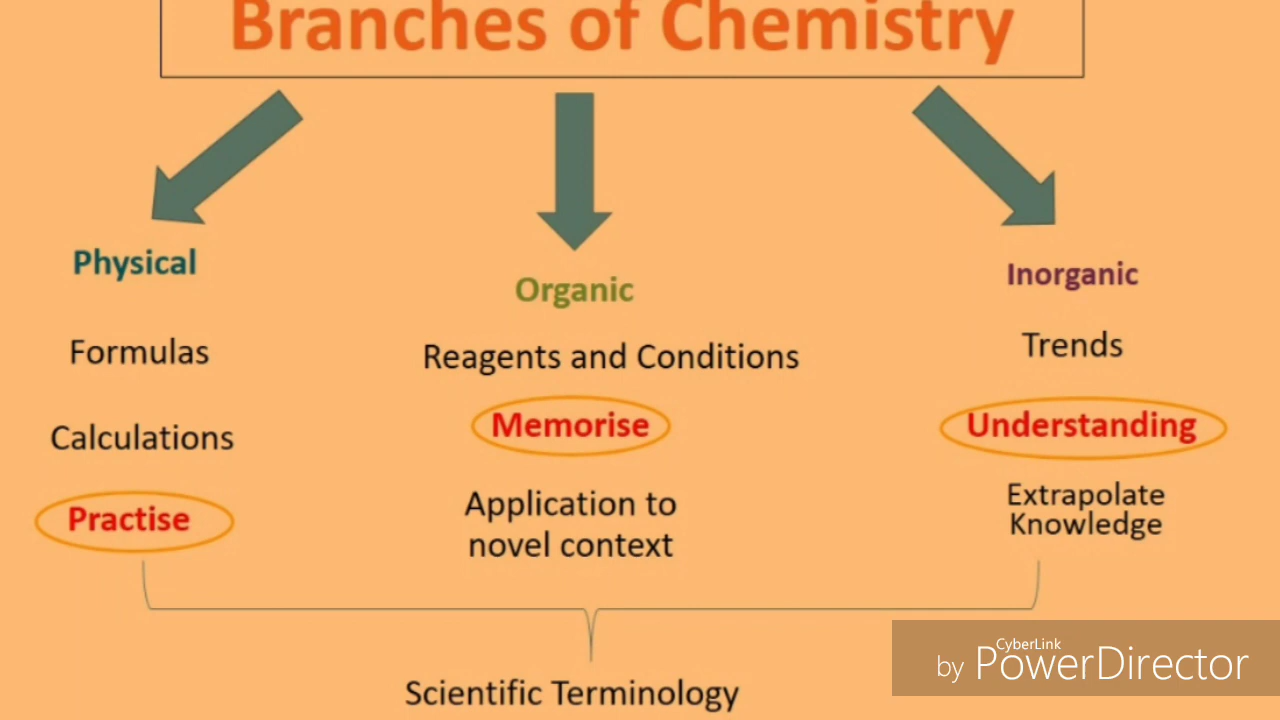 Branches of Chemistry
Physical
Formulas
Calculations
Practise
Organic
Reagents and Conditions
Memorise
Application to
novel context
Inorganic
Trends
Understanding
Extrapolate
Knowledge
Scientific Terminology
CyberLink
by PowerDirector